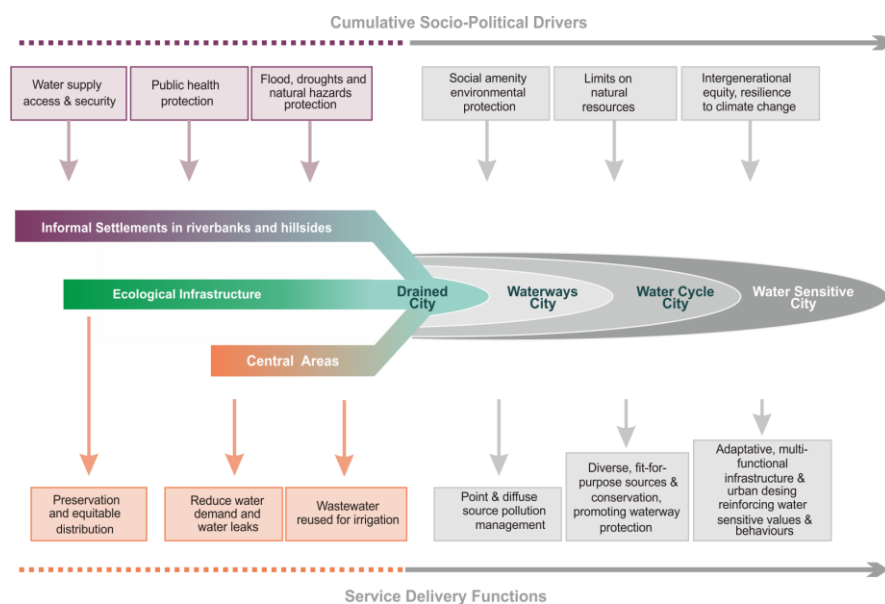 Cumulative Socio-Political Drivers
Water supply
access & security
Public health
protection
Flood, droughts and
natural hazards
protection
Social amenity
environmental
protection
Limits on
natural
resources
Intergenerational
equity, resilience
to climate change
Informal Settlements in riverbanks and hillsides
Ecological Infrastructure
Central Areas
Drained
City
Waterways
City
Water Cycle
City
Water Sensitive
City
Preservation
and equitable
distribution
Reduce water
demand and
water leaks
Wastewater
reused for irrigation
Point & diffuse
source pollution
management
Diverse, fit-for-
purpose sources &
conservation,
promoting waterway
protection
Adaptative, multi-
functional
infrastructure &
urban desing
reinforcing water
sensitive values &
behaviours
Service Delivery Functions